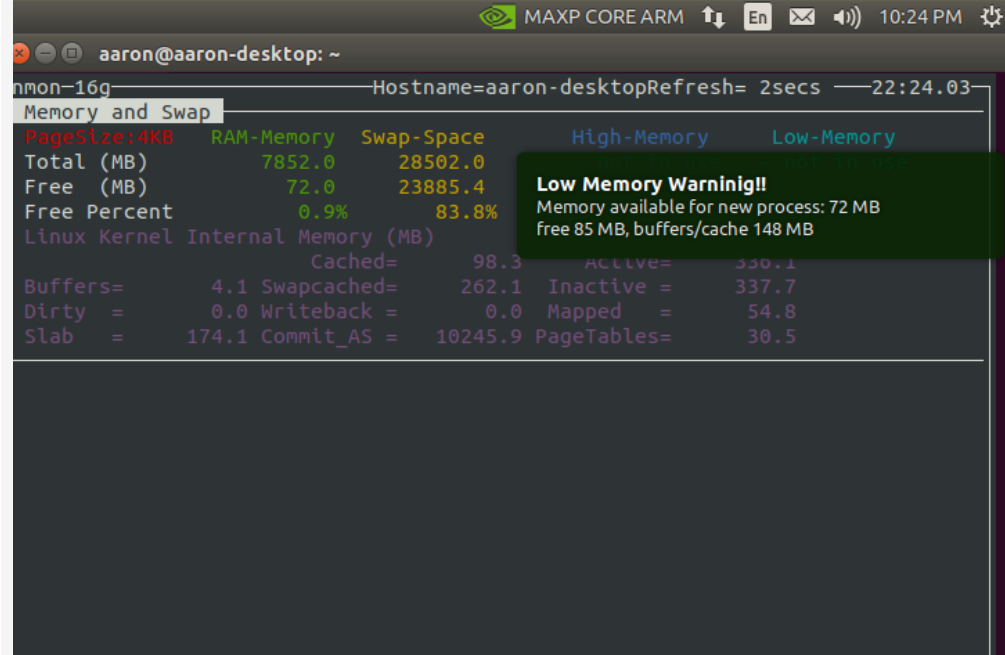 MAXP CORE ARM En 10:24 PM
aaron@aaron-desktop: ~
nmon-16g Hostname=aaron-desktopRefresh= 2secs 22:24.03
Memory and Swap
PageSize:4KB RAM-Memory Swap-Space High-Memory Low-Memory
Total (MB) 7852.0 28502.0 not in use
Free (MB) 72.0 23885.4
Free Percent 0.9% 83.8%
Low Memory Warninig!!
Memory available for new process: 72 MB
free 85 MB, buffers/cache 148 MB
Linux Kernel Internal Memory (MB)
Cached= 98.3 Active= 336.1
Buffers= 4.1 Swapcached= 262.1 Inactive = 337.7
Dirty = 0.0 Writeback = 0.0 Mapped = 54.8
Slab = 174.1 Commit_AS = 10245.9 PageTables= 30.5